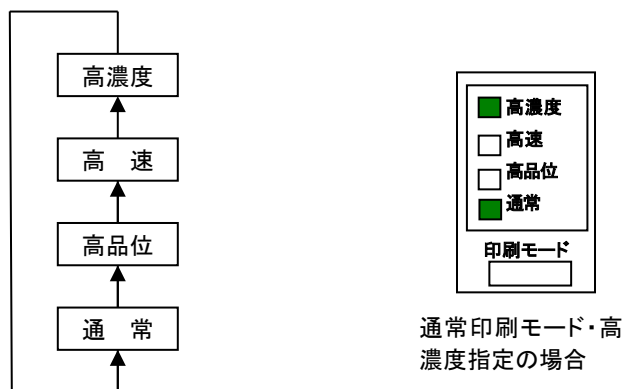 高濃度
高　速
高品位
通　常
高濃度
高速
高品位
通常
印刷モード
通常印刷モード・高
濃度指定の場合